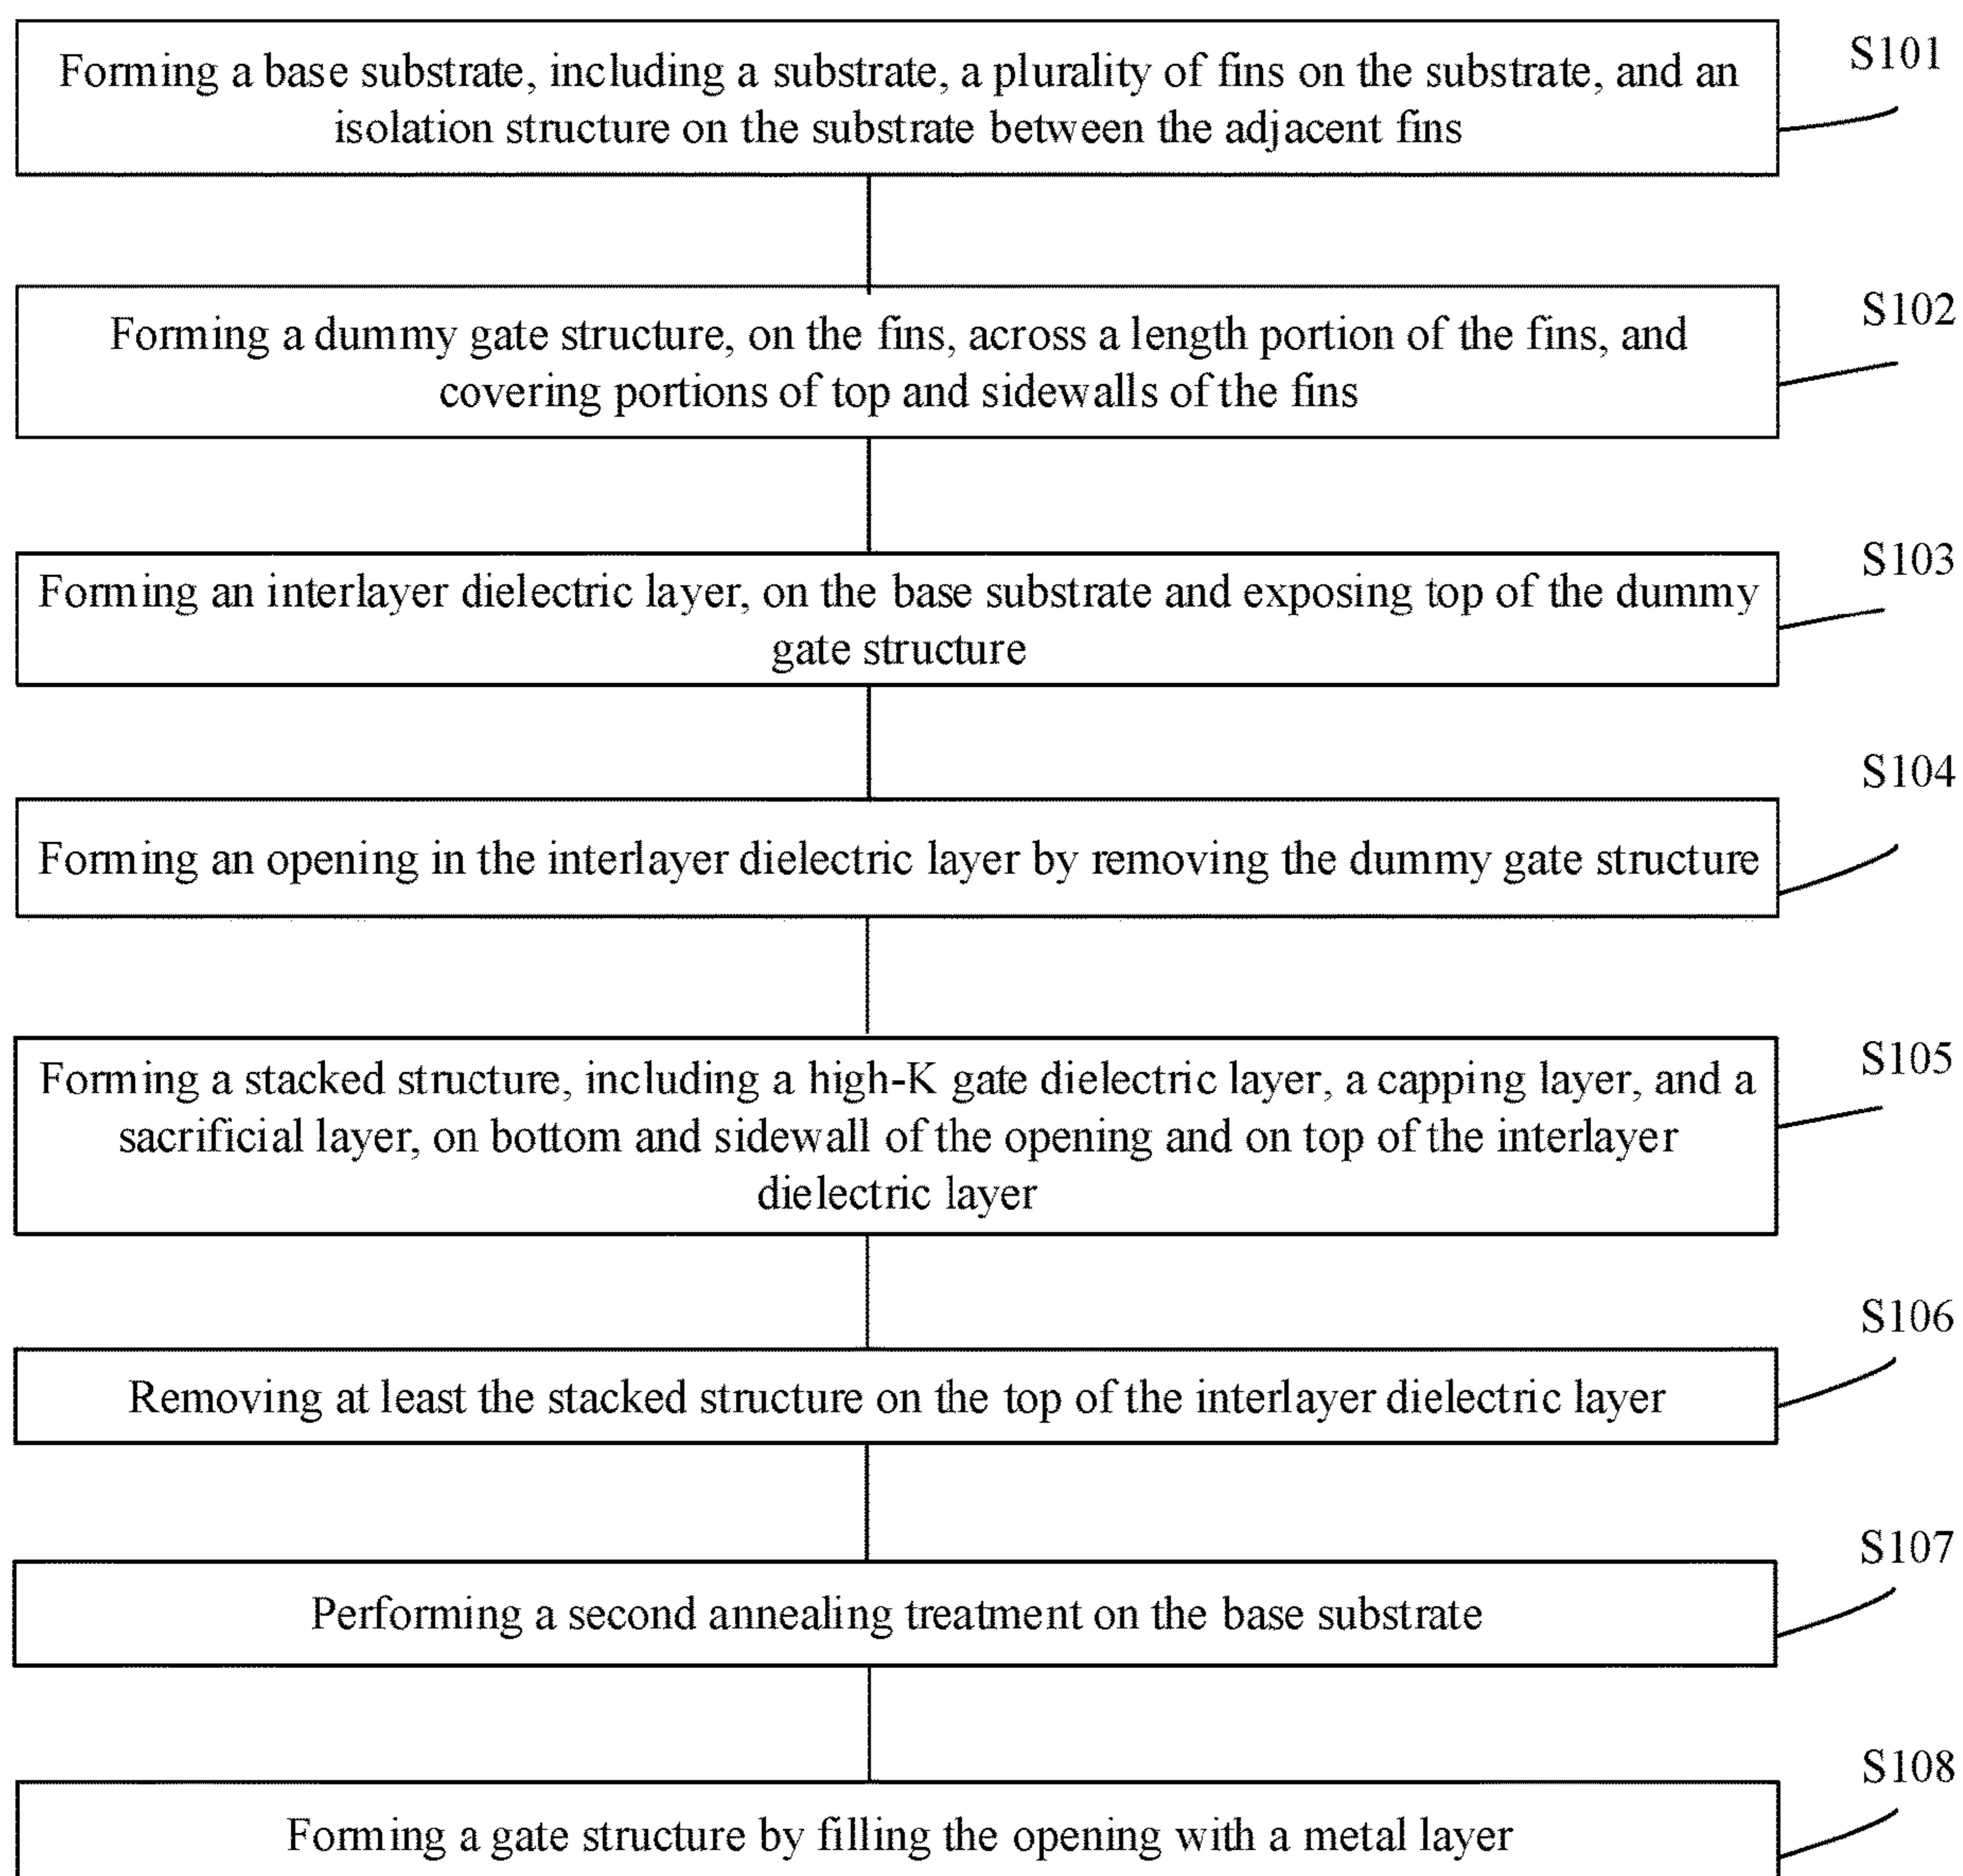 S101
Forming a base substrate, including a substrate, a plurality of fins on the substrate, and an
isolation structure on the substrate between the adjacent fins
S102
Forming a dummy gate structure, on the fins, across a length portion of the fins, and
covering portions of top and sidewalls of the fins
S103
Forming an interlayer dielectric layer, on the base substrate and exposing top of the dummy
gate structure
S104
Forming an opening in the interlayer dielectric layer by removing the dummy gate structure
S105
Forming a stacked structure, including a high-K gate dielectric layer, a capping layer, and a
sacrificial layer, on bottom and sidewall of the opening and on top of the interlayer
dielectric layer
S106
Removing at least the stacked structure on the top of the interlayer dielectric layer
S107
Performing a second annealing treatment on the base substrate
S108
Forming a gate structure by filling the opening with a metal layer